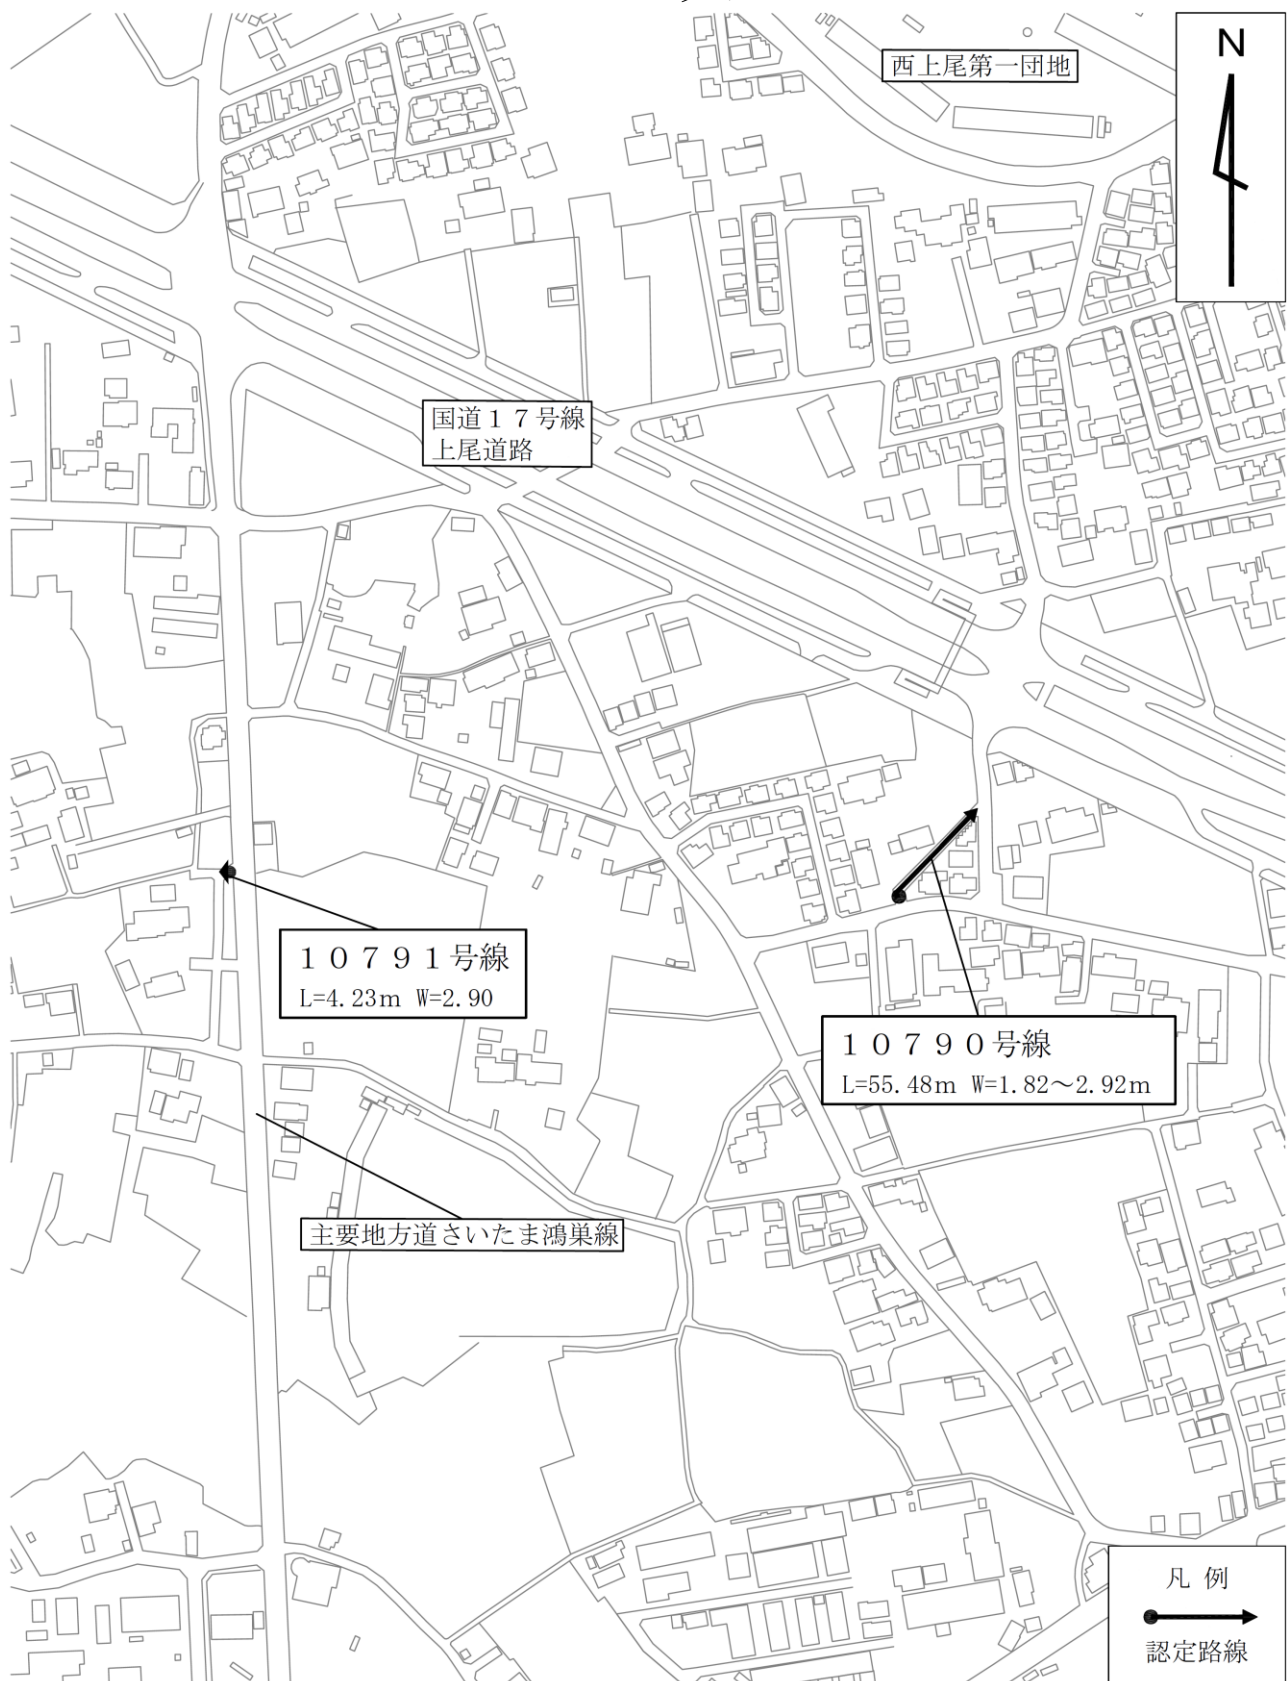 西上尾第一団地
N
国道１７号線
上尾道路
１０７９１号線
L=4.23m W=2.90
１０７９０号線
L=55.48m W=1.82～2.92m
主要地方道さいたま鴻巣線
凡 例
認定路線